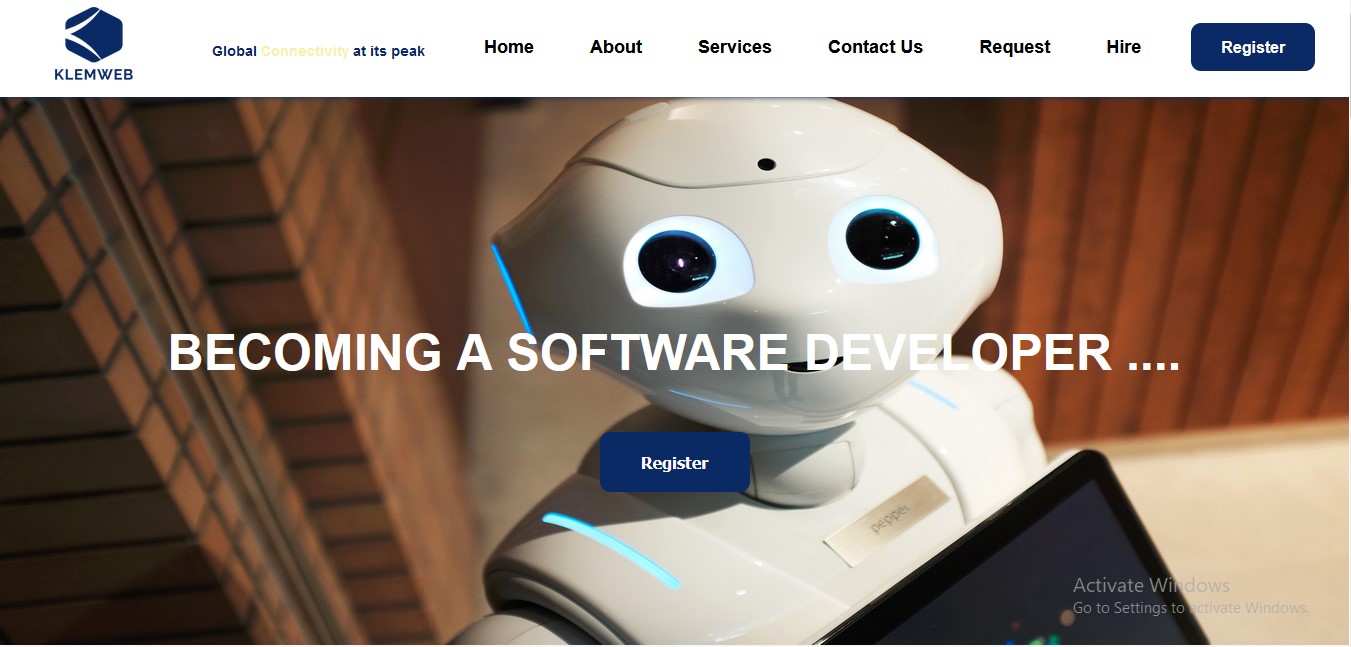 KLEMWEB
Global Connectivity at its peak
Home
About
Services
Contact Us
Request
Hire
Register
BECOMING A SOFTWARE DEVELOPER ....
Register
pepper
Activate Windows
Go to Settings to activate Windows.